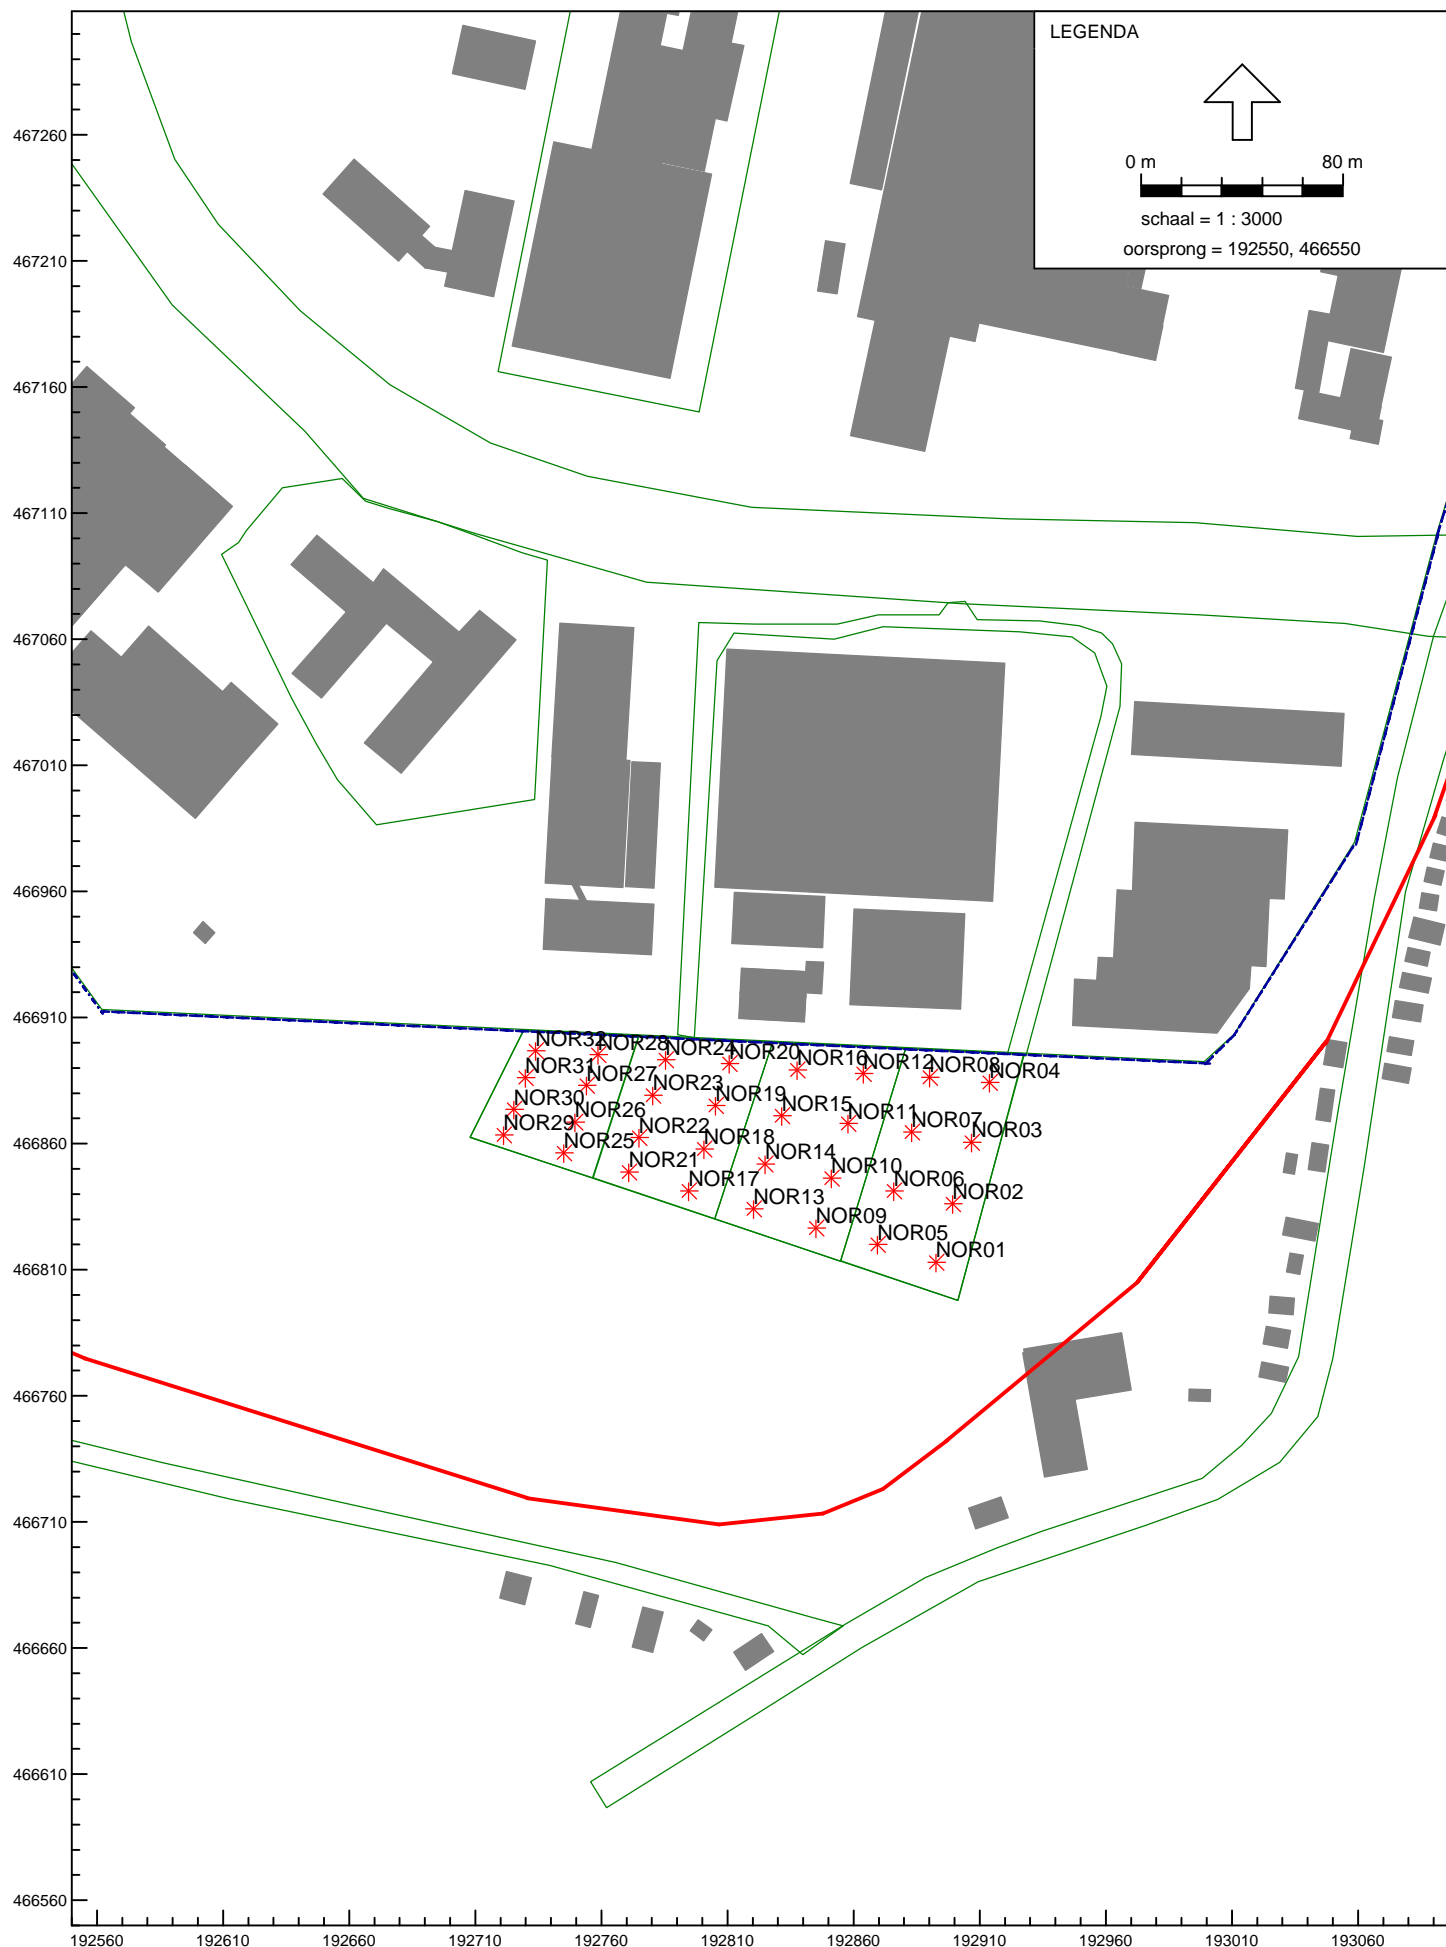 LEGENDA
0 m 80 m
schaal = 1 : 3000
oorsprong = 192550, 466550
467260
467210
467160
467110
467060
467010
466960
466910
466860
466810
466760
466710
466660
466610
466560
NOR32 NOR28 NOR24 NOR20 NOR16 NOR12 NOR08 NOR04
NOR31 NOR27 NOR23 NOR19 NOR15 NOR11 NOR07 NOR03
NOR30 NOR26 NOR22 NOR18 NOR14 NOR10 NOR06 NOR02
NOR29 NOR25 NOR21 NOR17 NOR13 NOR09 NOR05 NOR01
192560 192610 192660 192710 192760 192810 192860 192910 192960 193010 193060